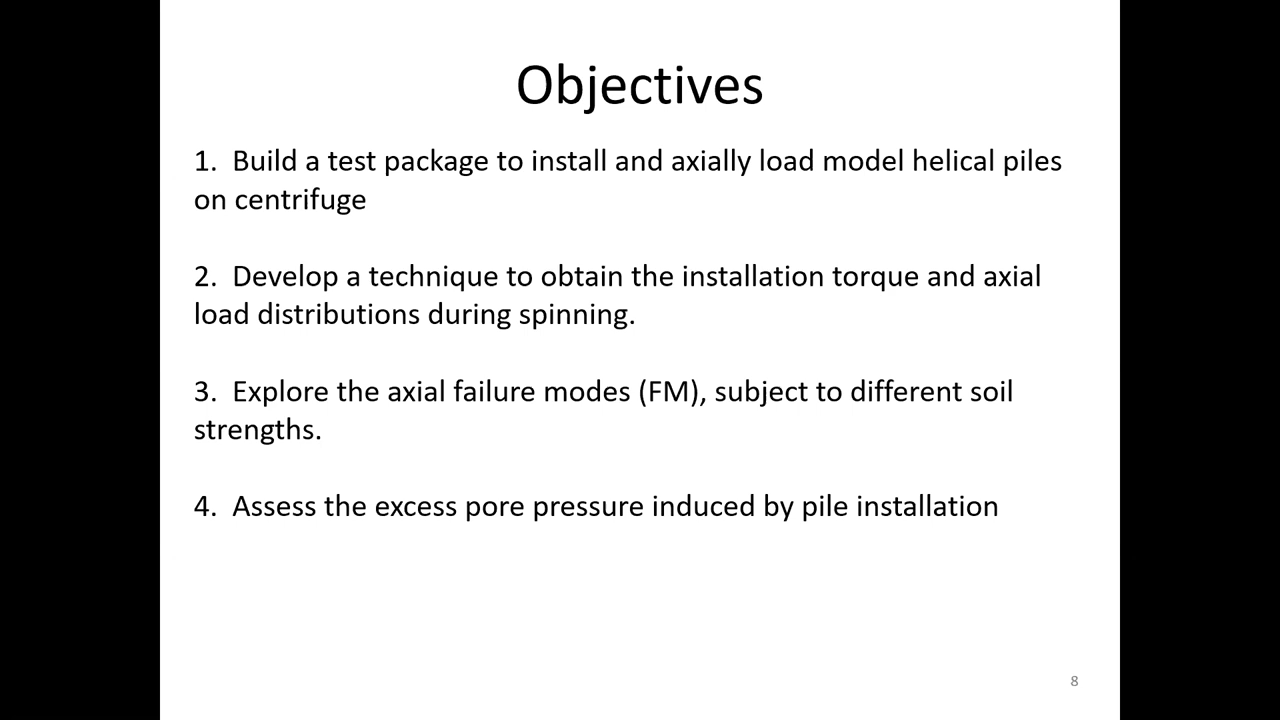 Objectives
1.  Build a test package to install and axially load model helical piles
on centrifuge
2.  Develop a technique to obtain the installation torque and axial
load distributions during spinning.
3.  Explore the axial failure modes (FM), subject to different soil
strengths.
4.  Assess the excess pore pressure induced by pile installation
8